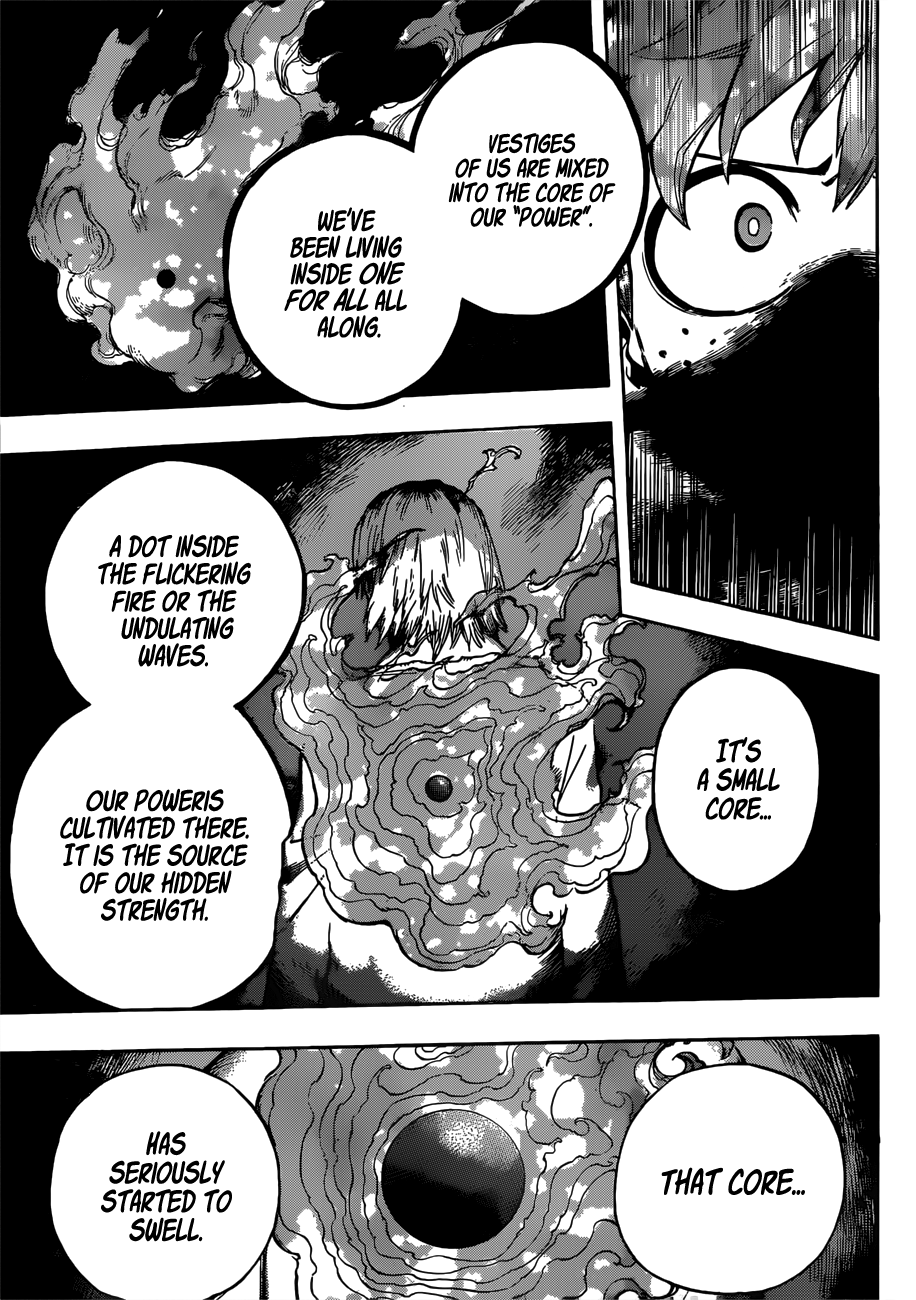 VESTIGES
OF US ARE MIXED
INTO THE CORE OF
OUR "POWER".
WE'VE
BEEN LIVING
INSIDE ONE
FOR ALL ALL
ALONG.
IT'S
A SMALL
CORE...
A DOT INSIDE
THE FLICKERING
FIRE OR THE
UNDULATING
WAVES.
OUR POWERIS
CULTIVATED THERE.
IT IS THE SOURCE
OF OUR HIDDEN
STRENGTH.
THAT CORE...
HAS
SERIOUSLY
STARTED TO
SWELL.